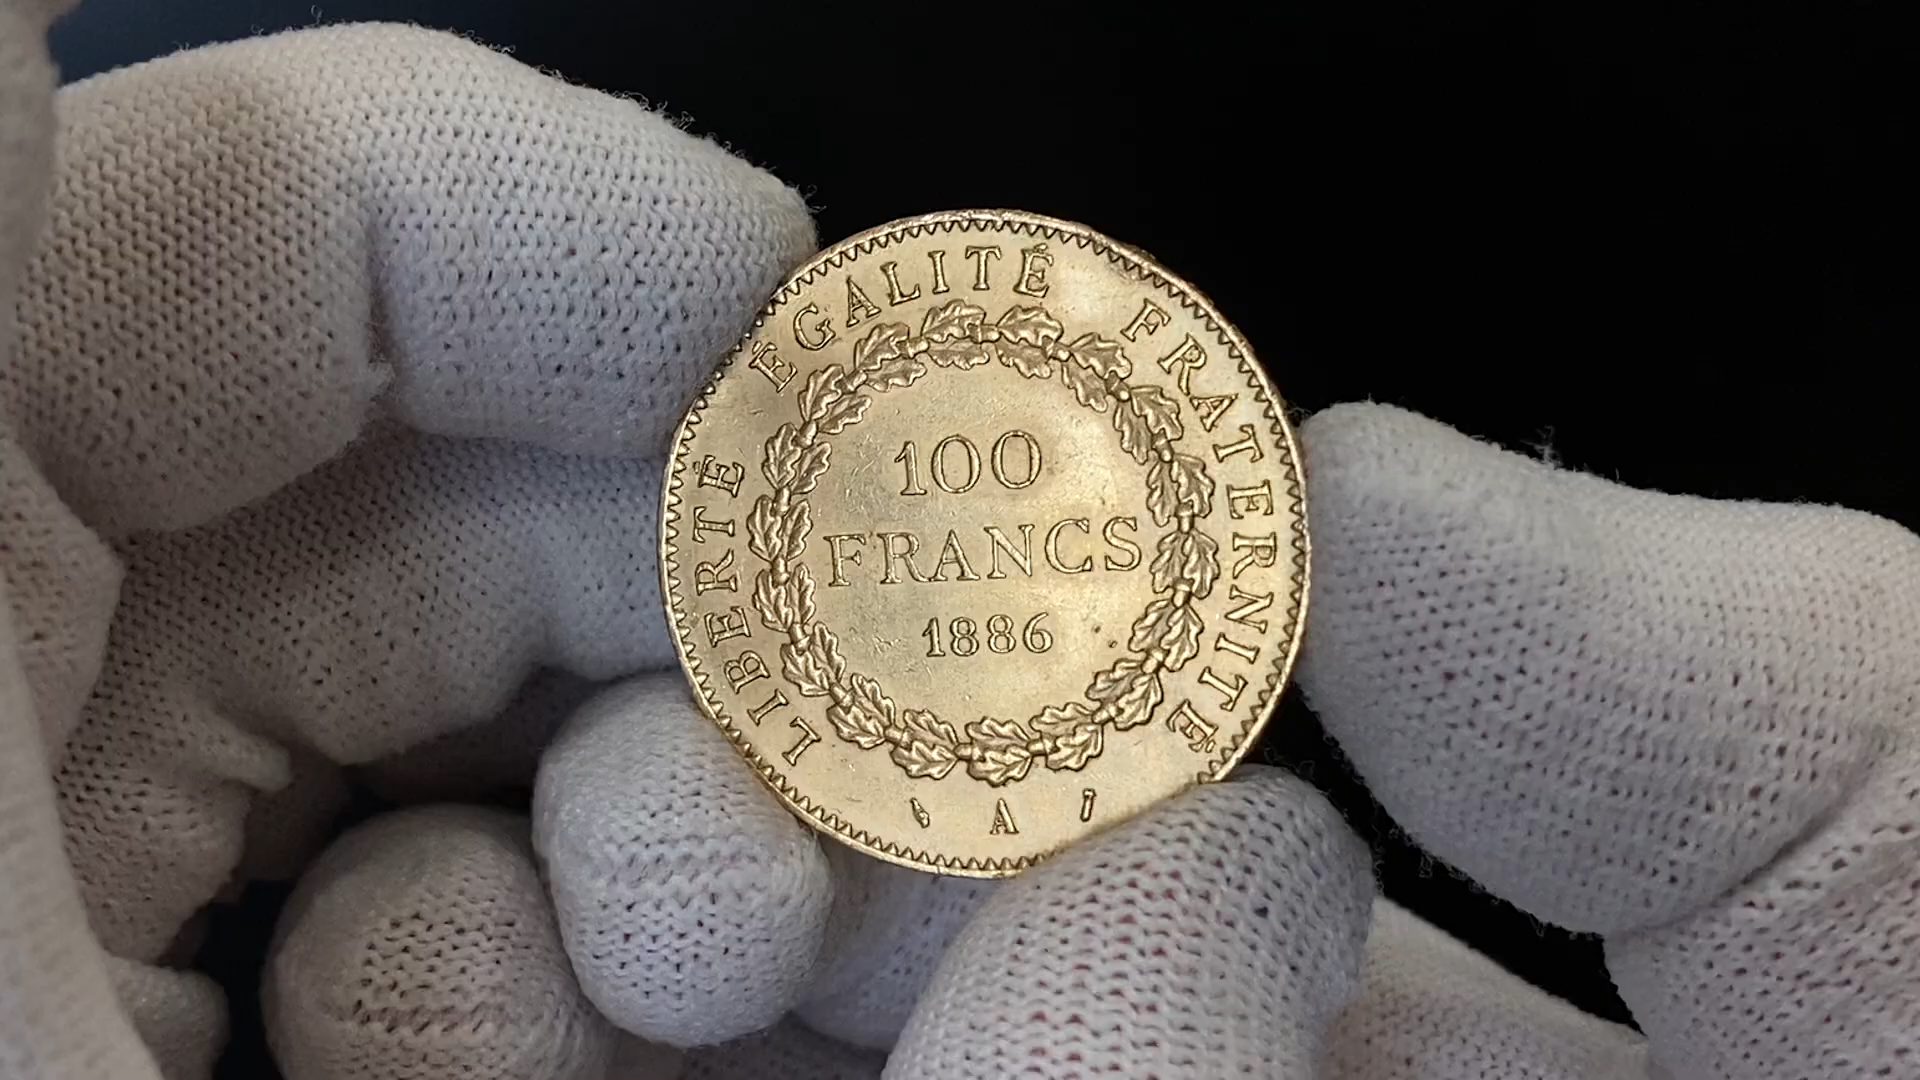 LIBERTÉ ÉGALITÉ FRATERNITÉ
100
FRANCS
1886
A